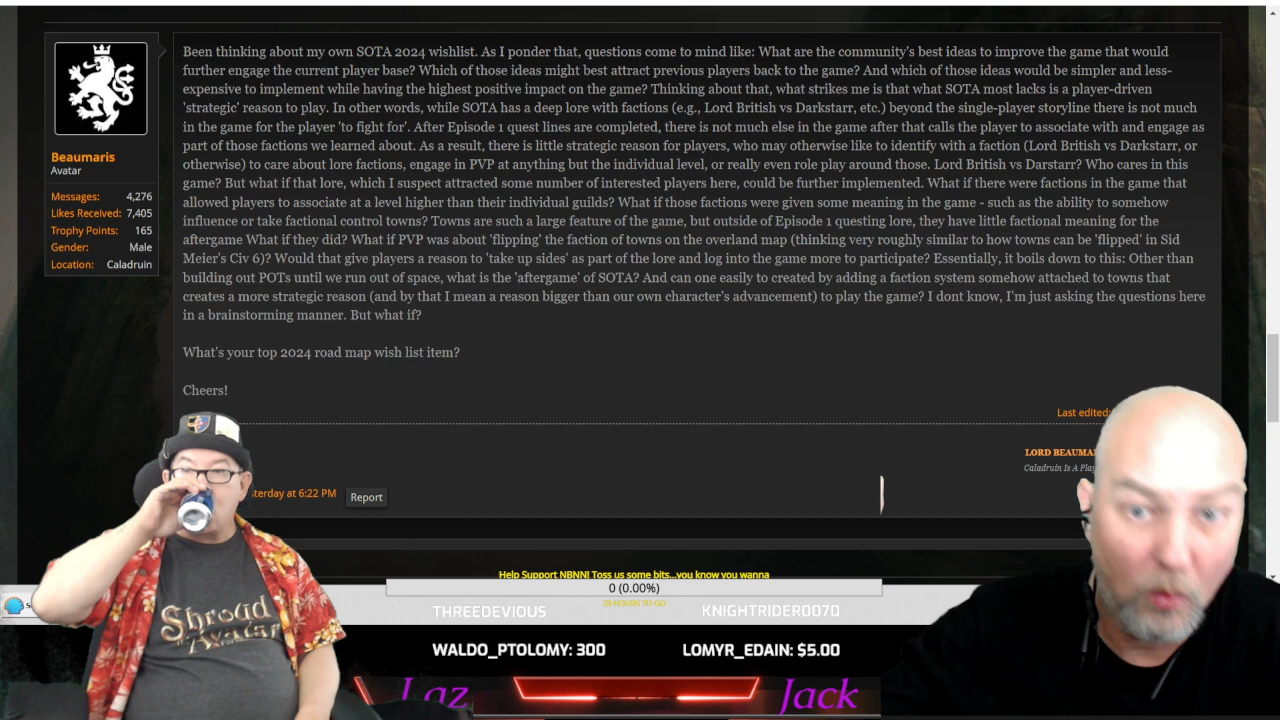 Been thinking about my own SOTA 2024 wishlist. As I ponder that, questions come to mind like: What are the community's best ideas to improve the game that would
further engage the current player base? Which of those ideas might best attract previous players back to the game? And which of those ideas would be simpler and less-
expensive to implement while having the highest positive impact on the game? Thinking about that, what strikes me is that what SOTA most lacks is a player-driven
'strategic' reason to play. In other words, while SOTA has a deep lore with factions (e.g., Lord British vs Darkstarr, etc.) beyond the single-player storyline there is not much
in the game for the player 'to fight for'. After Episode 1 quest lines are completed, there is not much else in the game after that calls the player to associate with and engage as
part of those factions we learned about. As a result, there is little strategic reason for players, who may otherwise like to identify with a faction (Lord British vs Darkstarr, or
otherwise) to care about lore factions, engage in PVP at anything but the individual level, or really even role play around those. Lord British vs Darstarr? Who cares in this
game? But what if that lore, which I suspect attracted some number of interested players here, could be further implemented. What if there were factions in the game that
allowed players to associate at a level higher than their individual guilds? What if those factions were given some meaning in the game - such as the ability to somehow
influence or take factional control towns? Towns are such a large feature of the game, but outside of Episode 1 questing lore, they have little factional meaning for the
aftergame What if they did? What if PVP was about 'flipping' the faction of towns on the overland map (thinking very roughly similar to how towns can be 'flipped' in Sid
Meier's Civ 6)? Would that give players a reason to 'take up sides' as part of the lore and log into the game more to participate? Essentially, it boils down to this: Other than
building out POTs until we run out of space, what is the 'aftergame' of SOTA? And can one easily to created by adding a faction system somehow attached to towns that
creates a more strategic reason (and by that I mean a reason bigger than our own character's advancement) to play the game? I dont know, I'm just asking the questions here
in a brainstorming manner. But what if?
What's your top 2024 road map wish list item?
Cheers!
Beaumaris
Avatar
Messages: 4,276
Likes Received: 7,405
Trophy Points: 165
Gender: Male
Location: Caladruin
Last edited:
LORD BEAUMA
Caladruin Is A Play
terday at 6:22 PM Report
Help Support NBNN! Toss us some bits...you know you wanna
0 (0.00%)
HOURS TO GO
THREEDEVIOUS KNIGHTRIDER0070
WALDO_PTOLOMY: 300 LOMYR_EDAIN: $5.00
Laz Jack
Shroud
Avatar